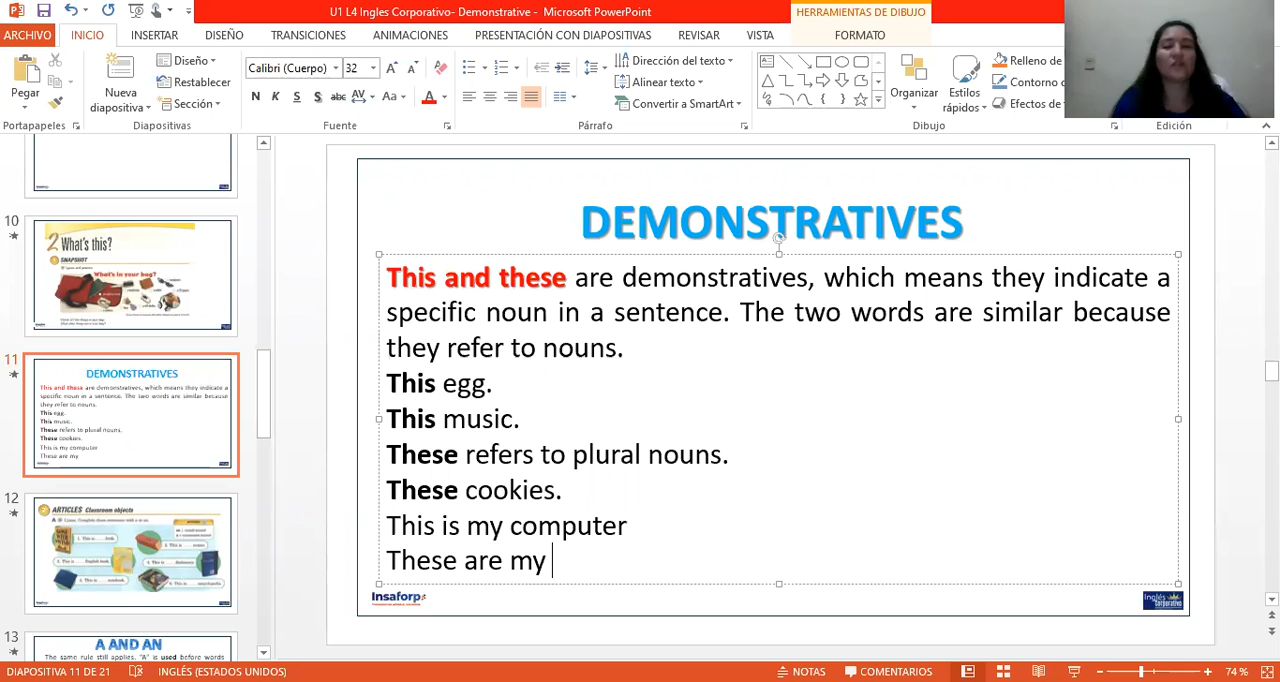 U1 L4 Ingles Corporativo- Demonstrative - Microsoft PowerPoint
HERRAMIENTAS DE DIBUJO
ARCHIVO INICIO INSERTAR DISEÑO TRANSICIONES ANIMACIONES PRESENTACIÓN CON DIAPOSITIVAS REVISAR VISTA FORMATO
Pegar
Nueva diapositiva
Diseño
Restablecer
Sección
Calibri (Cuerpo) 32
N K S S abc AV Aa A
Dirección del texto
Alinear texto
Convertir a SmartArt
Organizar
Estilos rápidos
Relleno de
Contorno
Efectos de
Portapapeles Diapositivas Fuente Párrafo Dibujo Edición
10
2 What's this?
SNAPSHOT
What's in your bag?
11
DEMONSTRATIVES
This and these are demonstratives, which means they indicate a
specific noun in a sentence. The two words are similar because
they refer to nouns.
This egg.
This music.
These refers to plural nouns.
These cookies.
This is my computer
These are my
12
ARTICLES Classroom objects
13
A AND AN
The same rule still applies. "A" is used before words
DEMONSTRATIVES
This and these are demonstratives, which means they indicate a
specific noun in a sentence. The two words are similar because
they refer to nouns.
This egg.
This music.
These refers to plural nouns.
These cookies.
This is my computer
These are my
Insaforp
Inglés corporativo
DIAPOSITIVA 11 DE 21 INGLÉS (ESTADOS UNIDOS) NOTAS COMENTARIOS 74 %